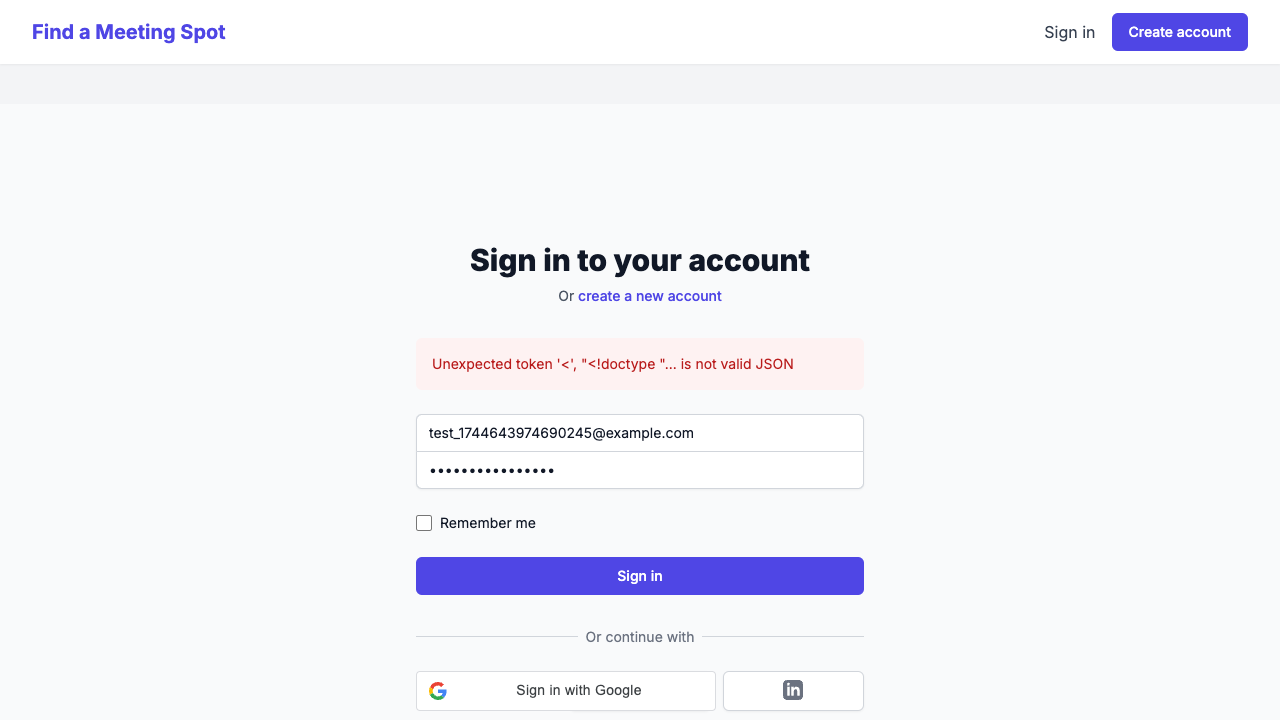 Find a Meeting Spot
Sign in
Create account
Sign in to your account
Or create a new account
Unexpected token '<', "<!doctype "... is not valid JSON
test_1744643974690245@example.com
••••••••••••••••
Remember me
Sign in
Or continue with
Sign in with Google
in